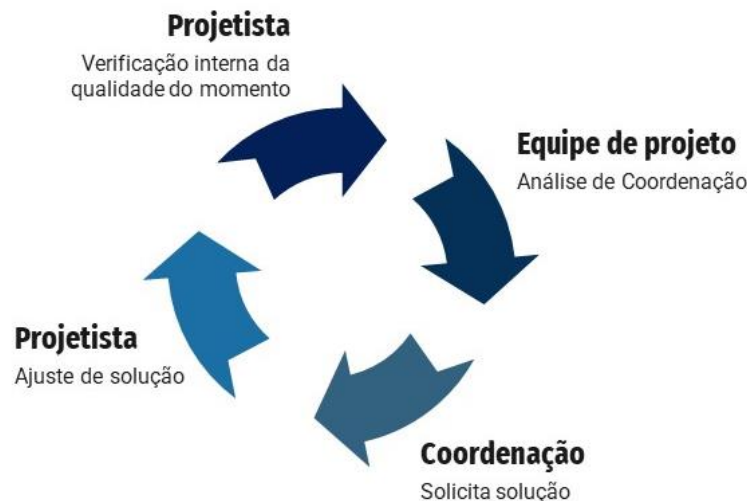 Projetista
Verificação interna da
qualidade do momento
Equipe de projeto
Análise de Coordenação
Coordenação
Solicita solução
Projetista
Ajuste de solução